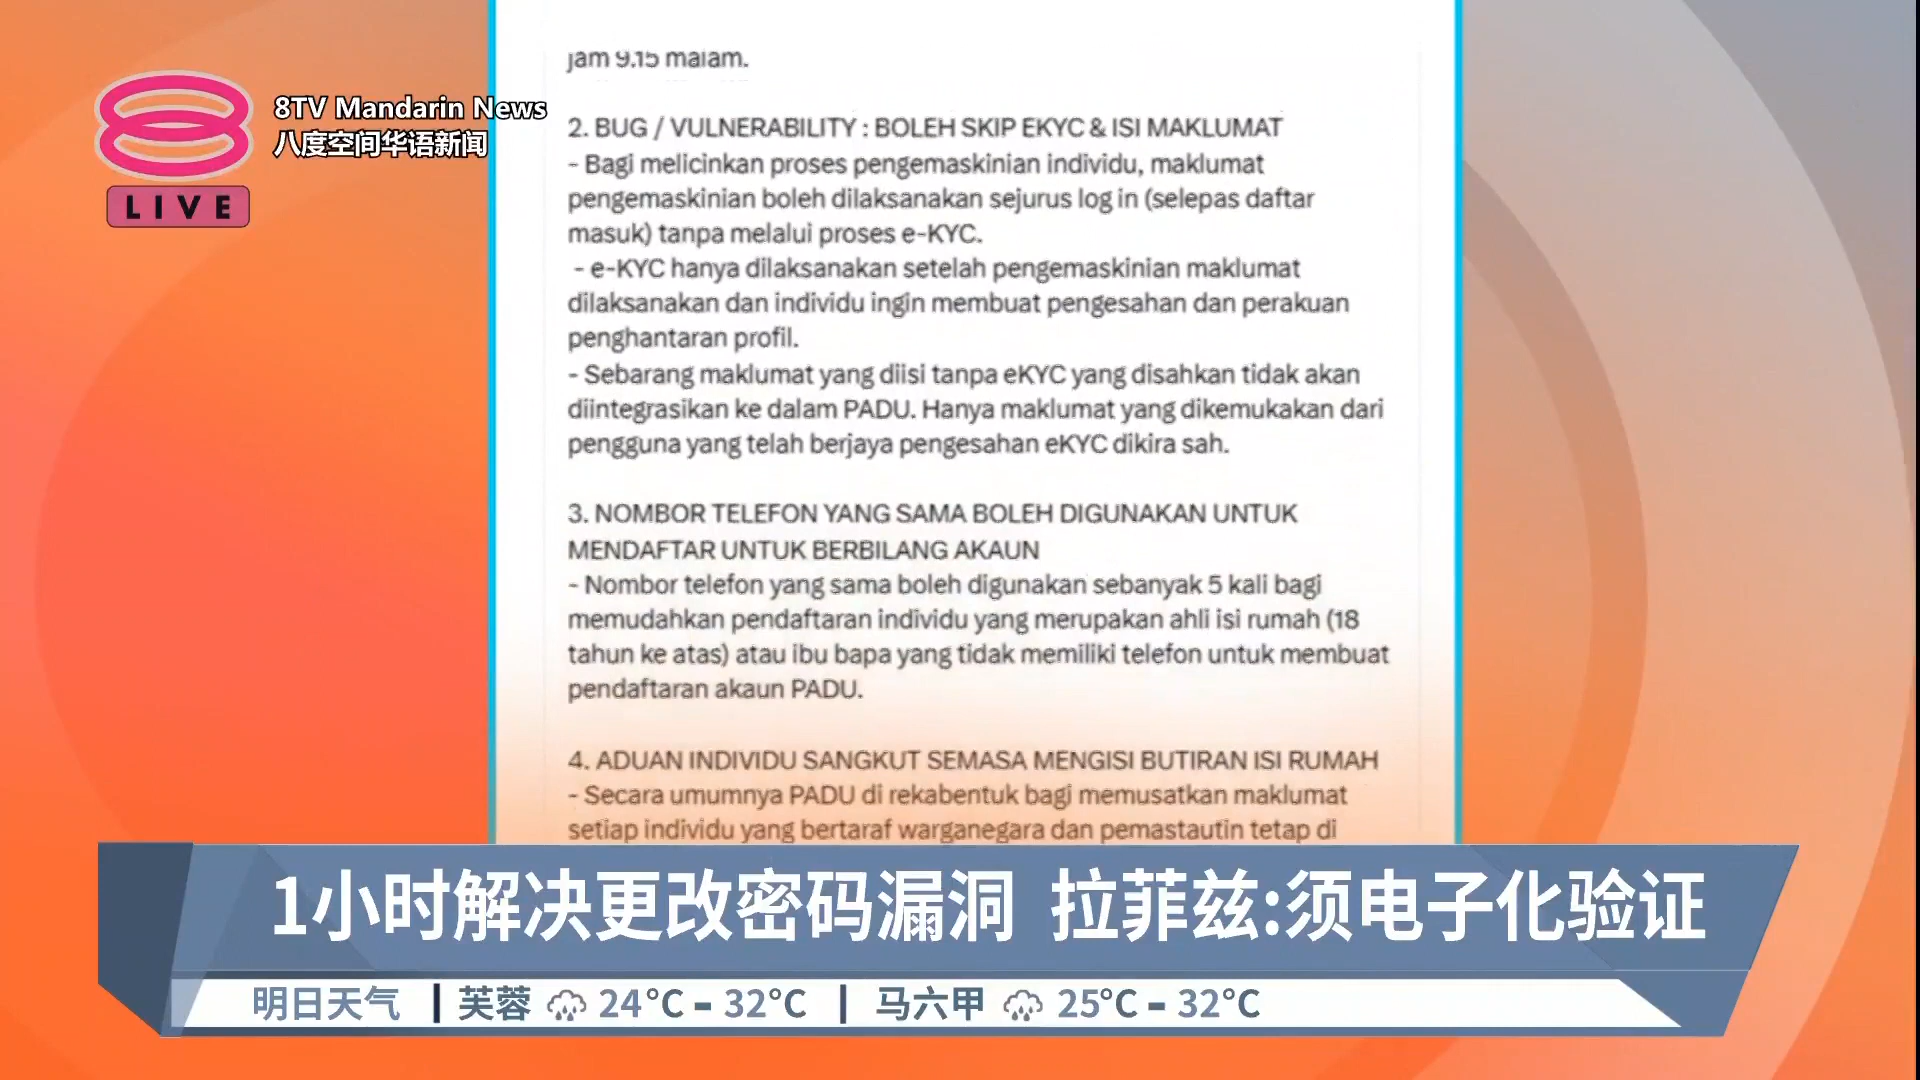 jam 9.15 malam.
8TV Mandarin News
八度空间华语新闻
LIVE
2. BUG / VULNERABILITY : BOLEH SKIP EKYC & ISI MAKLUMAT
- Bagi melicinkan proses pengemaskinian individu, maklumat
pengemaskinian boleh dilaksanakan sejurus log in (selepas daftar
masuk) tanpa melalui proses e-KYC.
- e-KYC hanya dilaksanakan setelah pengemaskinian maklumat
dilaksanakan dan individu ingin membuat pengesahan dan perakuan
penghantaran profil.
- Sebarang maklumat yang diisi tanpa eKYC yang disahkan tidak akan
diintegrasikan ke dalam PADU. Hanya maklumat yang dikemukakan dari
pengguna yang telah berjaya pengesahan eKYC dikira sah.
3. NOMBOR TELEFON YANG SAMA BOLEH DIGUNAKAN UNTUK
MENDAFTAR UNTUK BERBILANG AKAUN
- Nombor telefon yang sama boleh digunakan sebanyak 5 kali bagi
memudahkan pendaftaran individu yang merupakan ahli isi rumah (18
tahun ke atas) atau ibu bapa yang tidak memiliki telefon untuk membuat
pendaftaran akaun PADU.
4. ADUAN INDIVIDU SANGKUT SEMASA MENGISI BUTIRAN ISI RUMAH
- Secara umumnya PADU di rekabentuk bagi memusatkan maklumat
setiap individu yang bertaraf warganegara dan pemastautin tetap di
1小时解决更改密码漏洞 拉菲兹:须电子化验证
明日天气 | 芙蓉 24°C - 32°C | 马六甲 25°C - 32°C